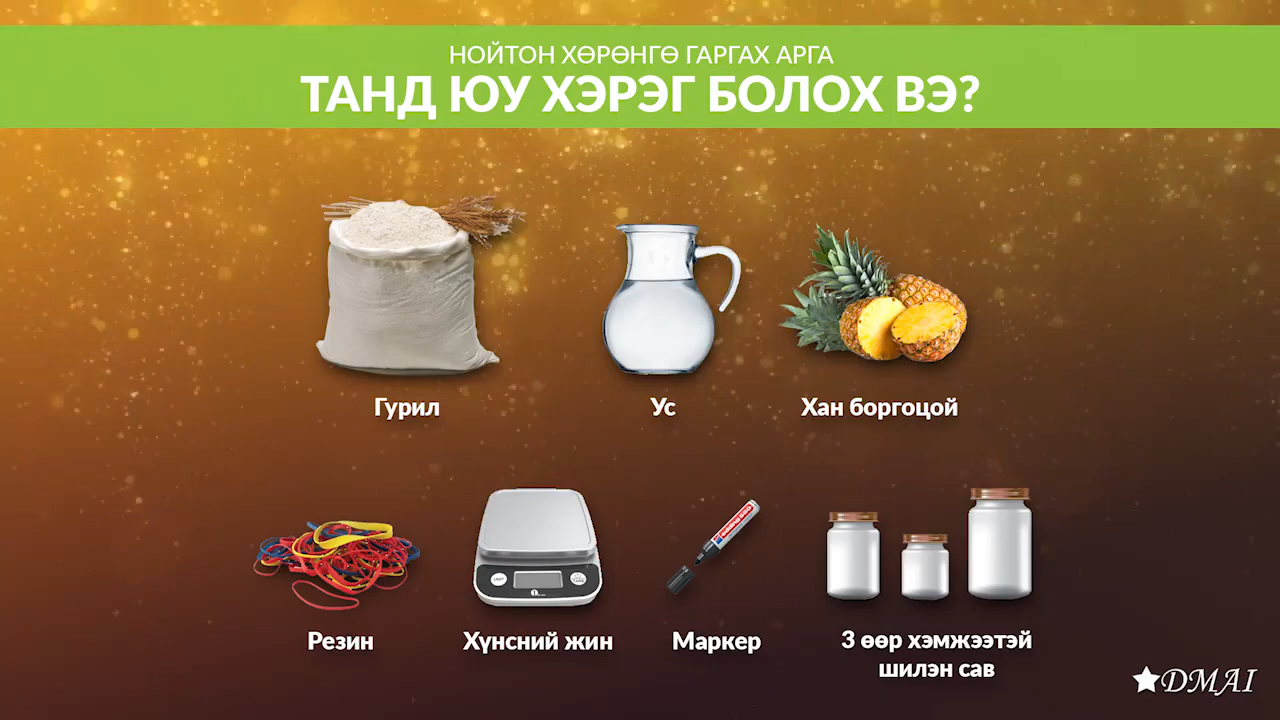 НОЙТОН ХӨРӨНГӨ ГАРГАХ АРГА
ТАНД ЮУ ХЭРЭГ БОЛОХ ВЭ?
Гурил
Ус
Хан боргоцой
Резин
Хүнсний жин
Маркер
3 өөр хэмжээтэй
шилэн сав
DMAI